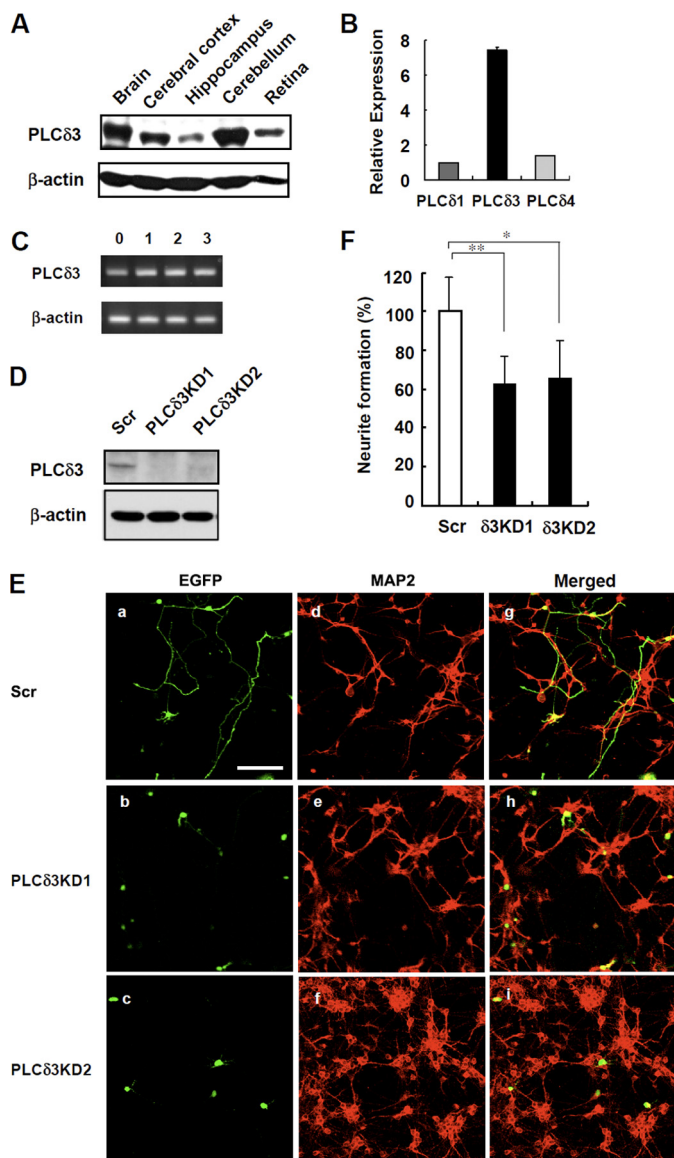 A
Brain
Cerebral cortex
Hippocampus
Cerebellum
Retina
PLCδ3
β-actin
B
Relative Expression
8
6
4
2
0
PLCδ1 PLCδ3 PLCδ4
C
0 1 2 3
PLCδ3
β-actin
D
Scr
PLCδ3KD1
PLCδ3KD2
PLCδ3
β-actin
F
*
**
Neurite formation (%)
120
100
80
60
40
20
0
Scr δ3KD1 δ3KD2
E
EGFP MAP2 Merged
Scr
a d g
PLCδ3KD1
b e h
PLCδ3KD2
c f i